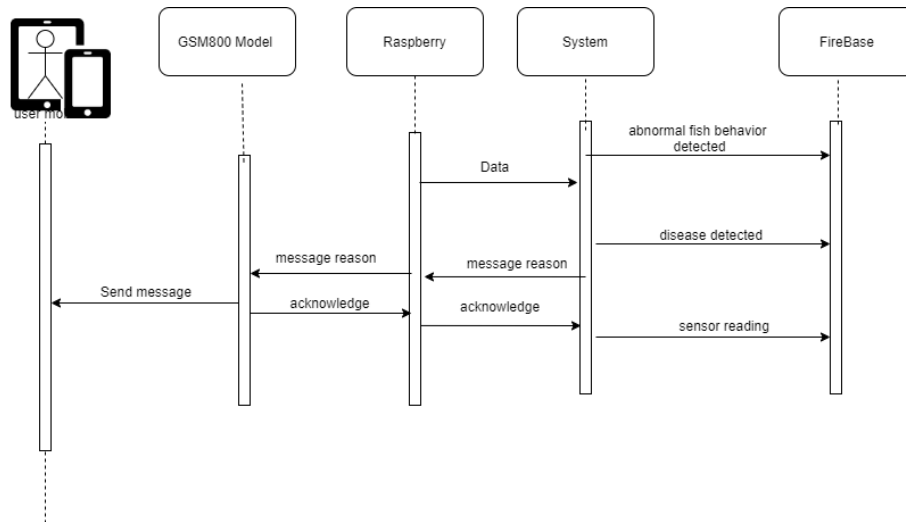 GSM800 Model
Raspberry
System
FireBase
user mo
abnormal fish behavior
detected
Data
disease detected
message reason
message reason
Send message
acknowledge
acknowledge
sensor reading